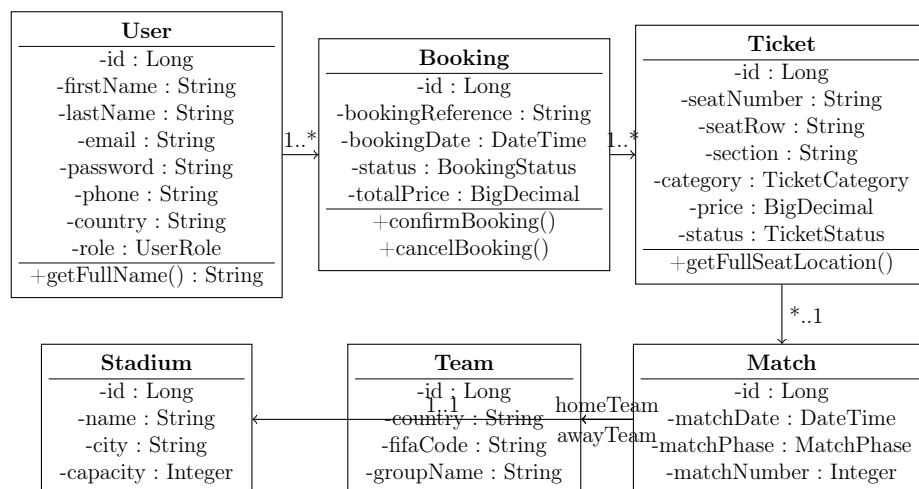 User
-id : Long
-firstName : String
-lastName : String
-email : String
-password : String
-phone : String
-country : String
-role : UserRole
+getFullName() : String
1..*
Booking
-id : Long
-bookingReference : String
-bookingDate : DateTime
-status : BookingStatus
-totalPrice : BigDecimal
+confirmBooking()
+cancelBooking()
1..*
Ticket
-id : Long
-seatNumber : String
-seatRow : String
-section : String
-category : TicketCategory
-price : BigDecimal
-status : TicketStatus
+getFullSeatLocation()
*..1
Stadium
-id : Long
-name : String
-city : String
-capacity : Integer
1..1
Team
-id : Long
-country : String
-fifaCode : String
-groupName : String
homeTeam
awayTeam
Match
-id : Long
-matchDate : DateTime
-matchPhase : MatchPhase
-matchNumber : Integer